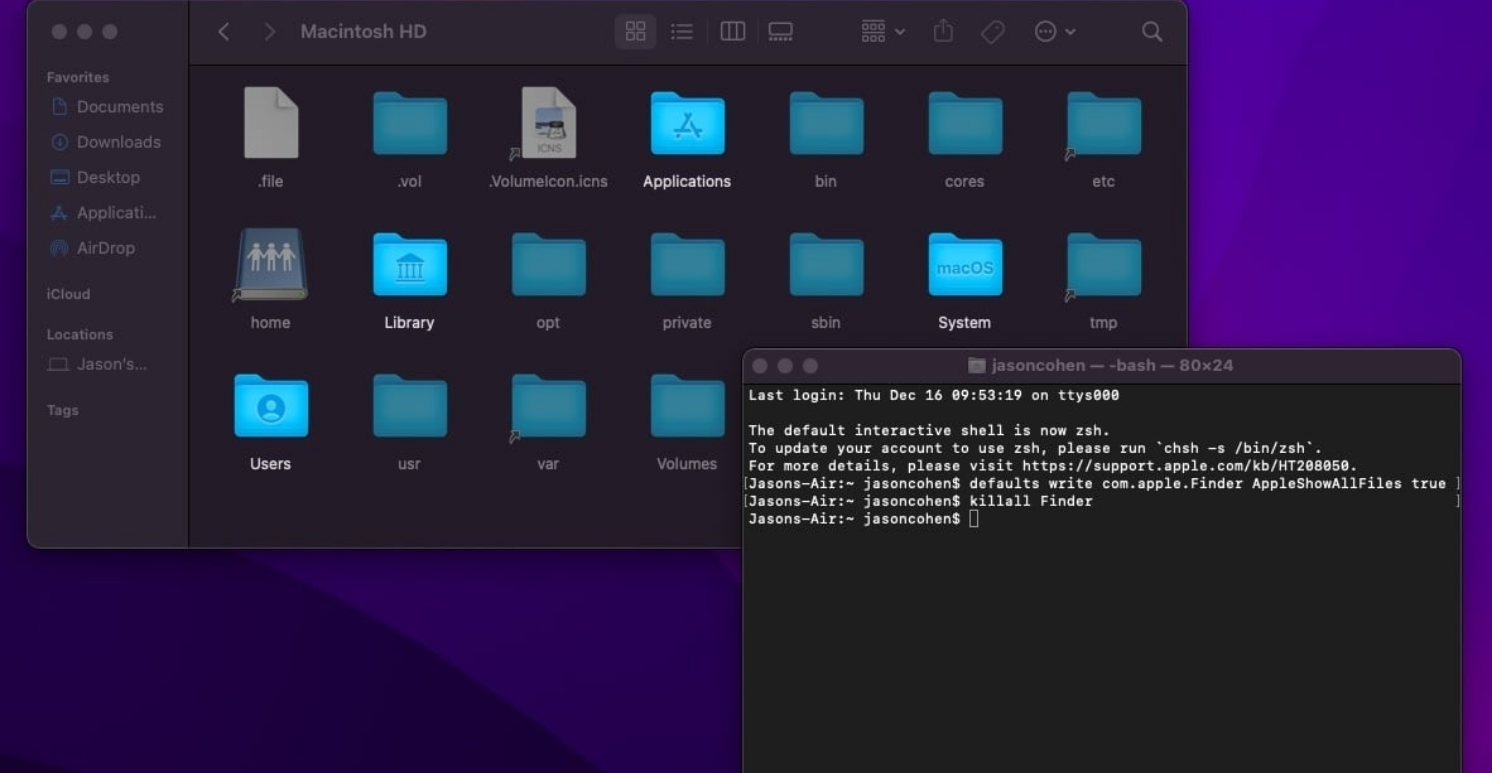 Macintosh HD
Favorites
Documents
Downloads
Desktop
Applicati...
AirDrop
iCloud
Locations
Jason's...
Tags
.file
.vol
ICNS
.VolumeIcon.icns
Applications
bin
cores
etc
home
Library
opt
private
sbin
macOS
System
tmp
Users
usr
var
Volumes
jasoncohen — -bash — 80×24
Last login: Thu Dec 16 09:53:19 on ttys000
The default interactive shell is now zsh.
To update your account to use zsh, please run `chsh -s /bin/zsh`.
For more details, please visit https://support.apple.com/kb/HT208050.
[Jasons-Air:~ jasoncohen$ defaults write com.apple.Finder AppleShowAllFiles true ]
[Jasons-Air:~ jasoncohen$ killall Finder ]
Jasons-Air:~ jasoncohen$